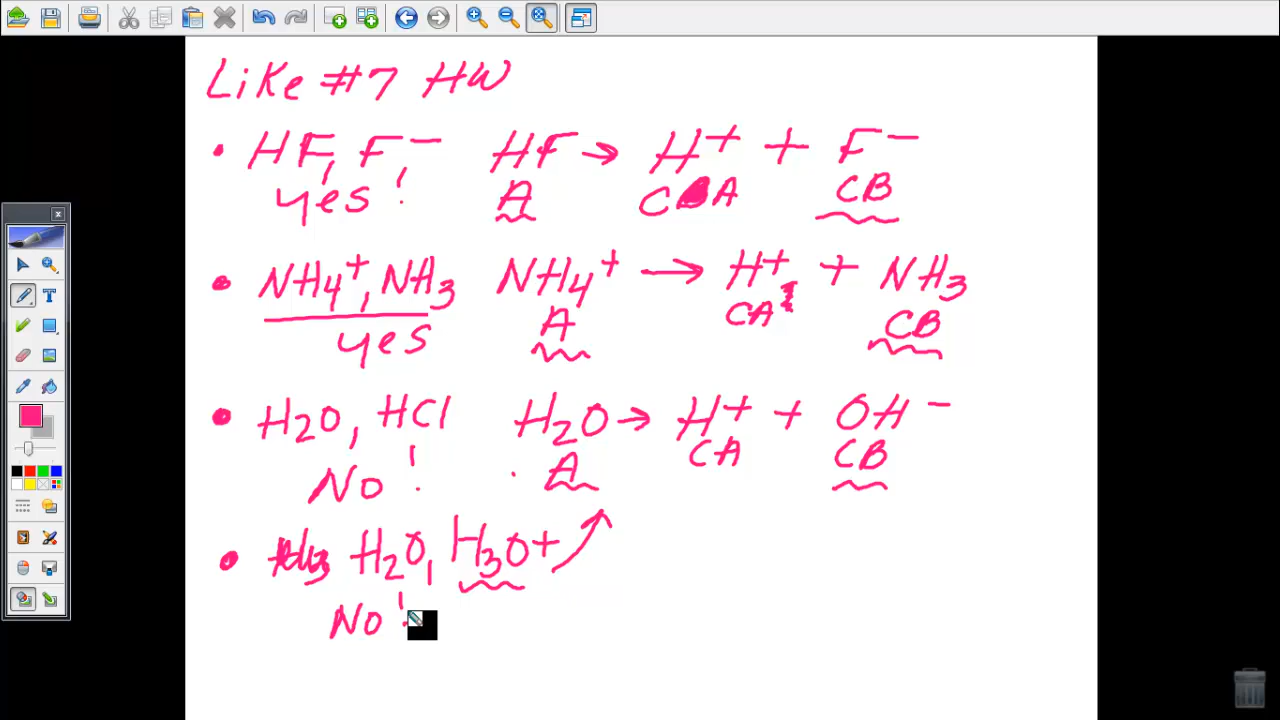 Like #7 HW
• HF, F⁻ HF → H⁺ + F⁻
yes! A CA CB
• NH4⁺, NH3 NH4⁺ → H⁺ + NH3
yes A CA CB
• H2O, HCl H2O → H⁺ + OH⁻
No! A CA CB
• H2O, H3O+
No!